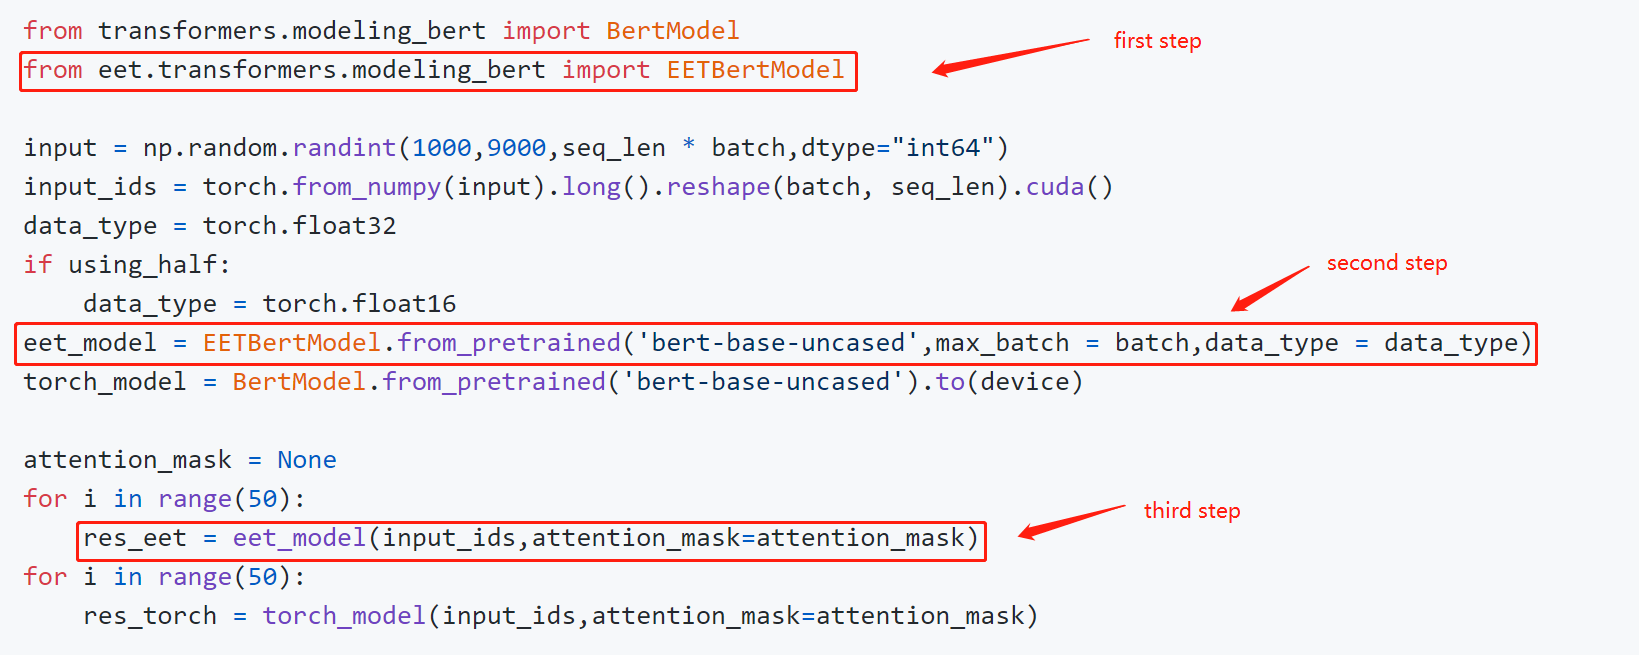 from transformers.modeling_bert import BertModel
first step
from eet.transformers.modeling_bert import EETBertModel
input = np.random.randint(1000,9000,seq_len * batch,dtype="int64")
input_ids = torch.from_numpy(input).long().reshape(batch, seq_len).cuda()
data_type = torch.float32
if using_half:
second step
    data_type = torch.float16
eet_model = EETBertModel.from_pretrained('bert-base-uncased',max_batch = batch,data_type = data_type)
torch_model = BertModel.from_pretrained('bert-base-uncased').to(device)
attention_mask = None
for i in range(50):
third step
    res_eet = eet_model(input_ids,attention_mask=attention_mask)
for i in range(50):
    res_torch = torch_model(input_ids,attention_mask=attention_mask)